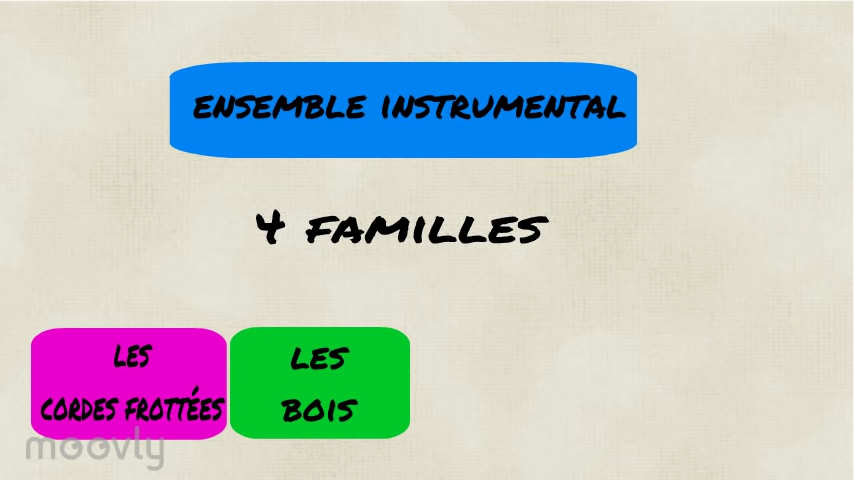 ENSEMBLE INSTRUMENTAL
4 FAMILLES
LES
CORDES FROTTÉES
LES
BOIS
moovly